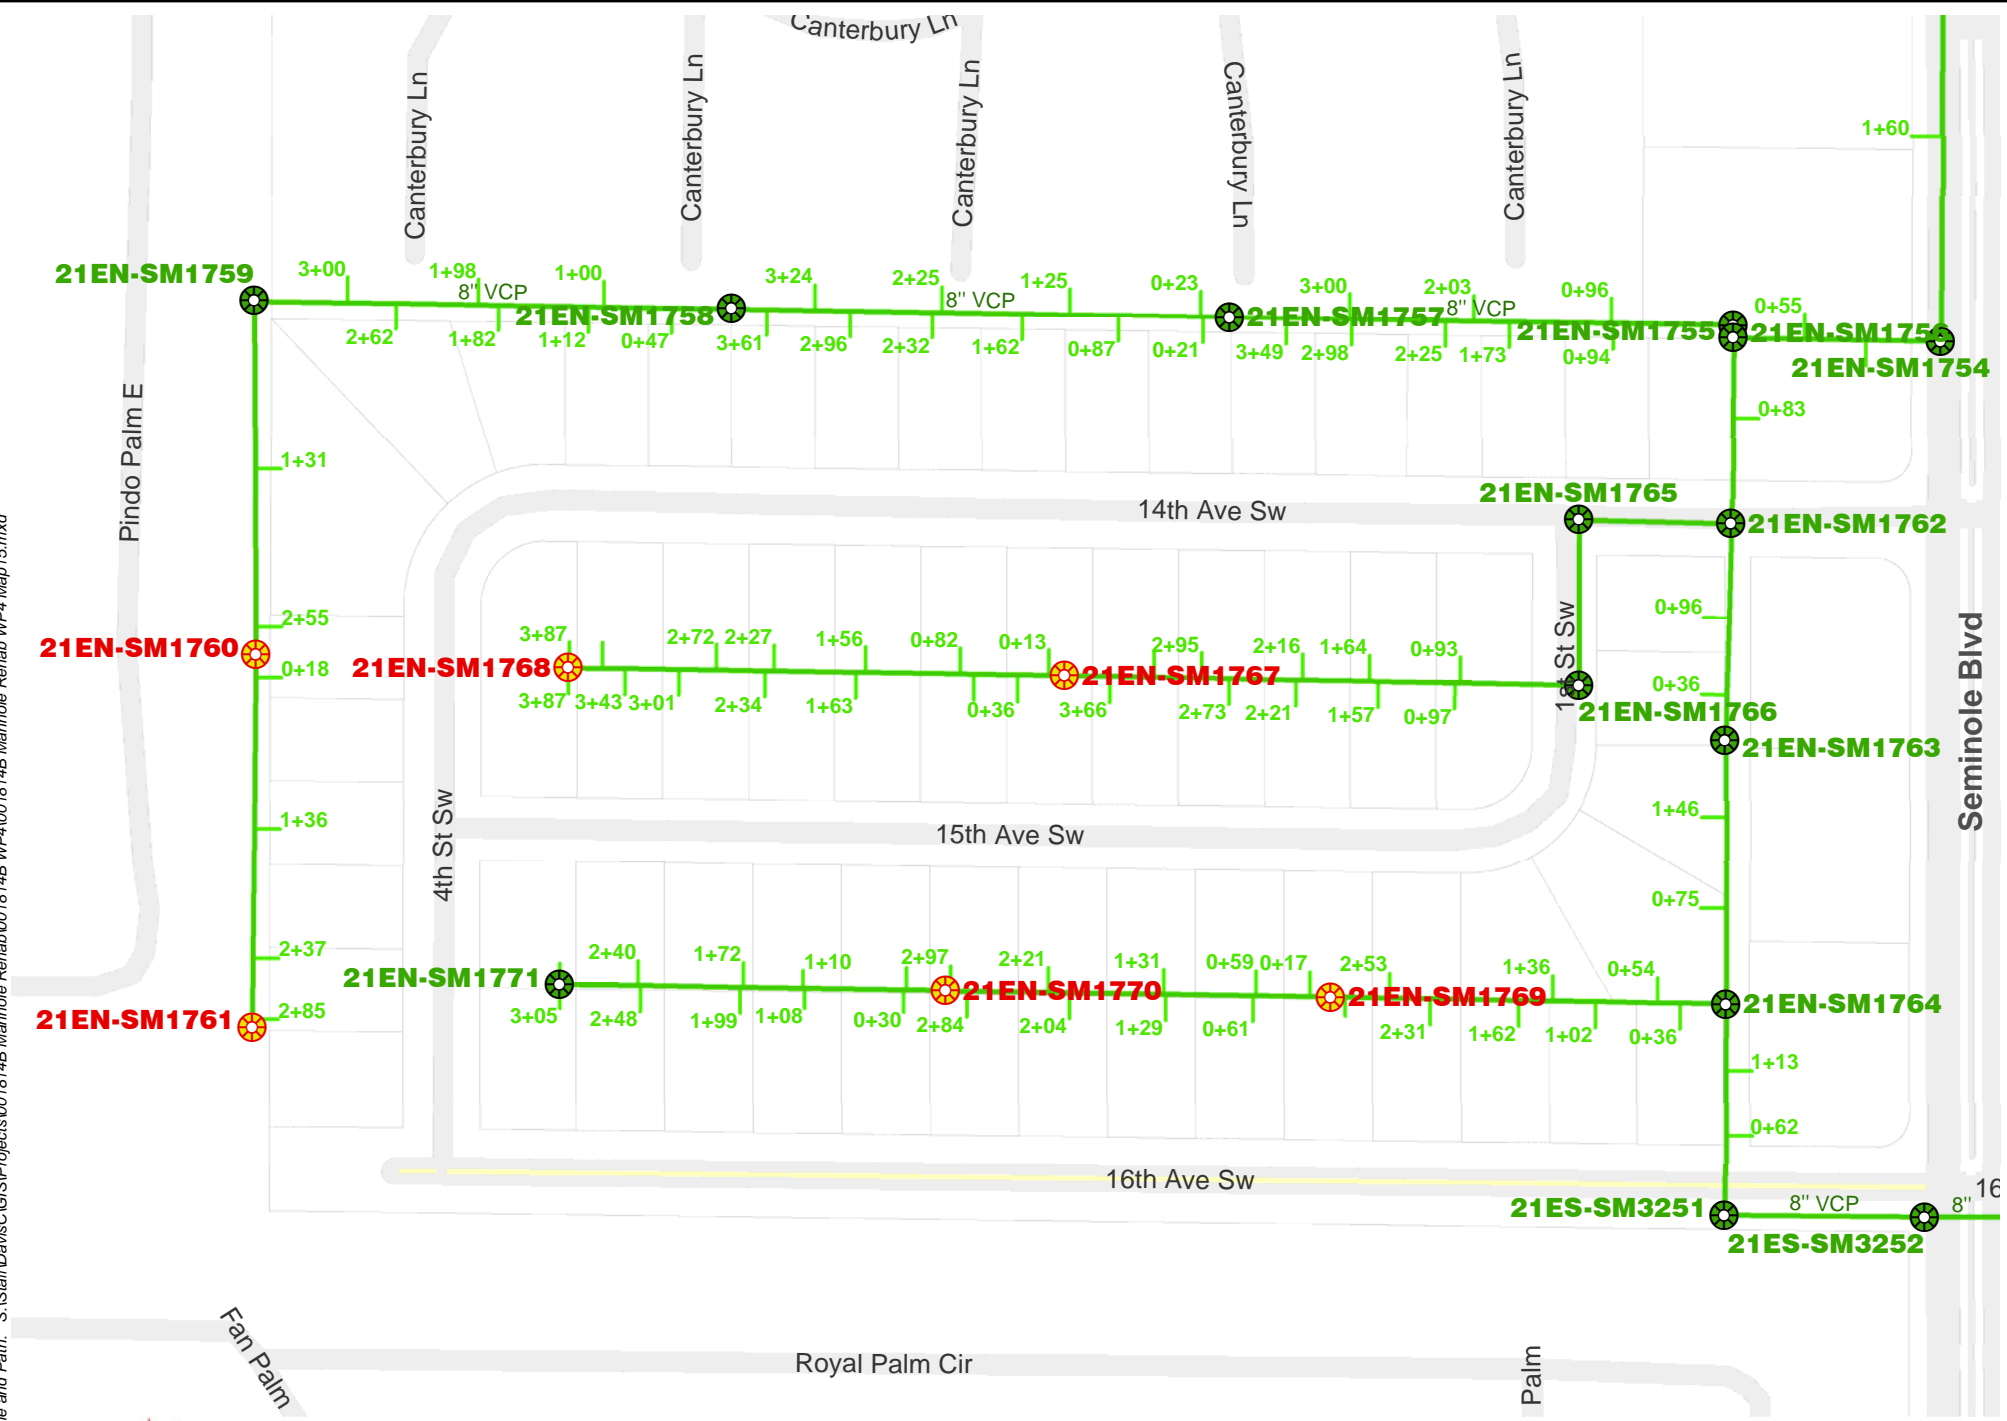 Canterbury Ln
Canterbury Ln
Canterbury Ln
Canterbury Ln
Canterbury Ln
Canterbury Ln
1+60
21EN-SM1759
3+00
1+98
1+00
3+24
2+25
1+25
0+23
3+00
2+03
0+96
0+55
8" VCP
8" VCP
8" VCP
21EN-SM1758
21EN-SM1757
21EN-SM1755
21EN-SM1754
2+62
1+82
1+12
0+47
3+61
2+96
2+32
1+62
0+87
0+21
3+49
2+98
2+25
1+73
0+94
0+83
Pindo Palm E
1+31
14th Ave Sw
21EN-SM1765
21EN-SM1762
2+55
21EN-SM1760
0+18
3+87
2+72
2+27
1+56
0+82
0+13
2+95
2+16
1+64
0+93
21EN-SM1768
21EN-SM1767
3+87
3+43
3+01
2+34
1+63
0+36
3+66
2+73
2+21
1+57
0+97
1st St Sw
0+96
0+36
21EN-SM1766
21EN-SM1763
Seminole Blvd
1+36
4th St Sw
15th Ave Sw
1+46
0+75
2+37
2+85
21EN-SM1761
2+40
1+72
1+10
2+97
2+21
1+31
0+59
0+17
2+53
1+36
0+54
21EN-SM1771
21EN-SM1770
21EN-SM1769
21EN-SM1764
3+05
2+48
1+99
1+08
0+30
2+84
2+04
1+29
0+61
2+31
1+62
1+02
0+36
1+13
0+62
16th Ave Sw
16
21ES-SM3251
8" VCP
8"
21ES-SM3252
Fan Palm
Royal Palm Cir
Palm